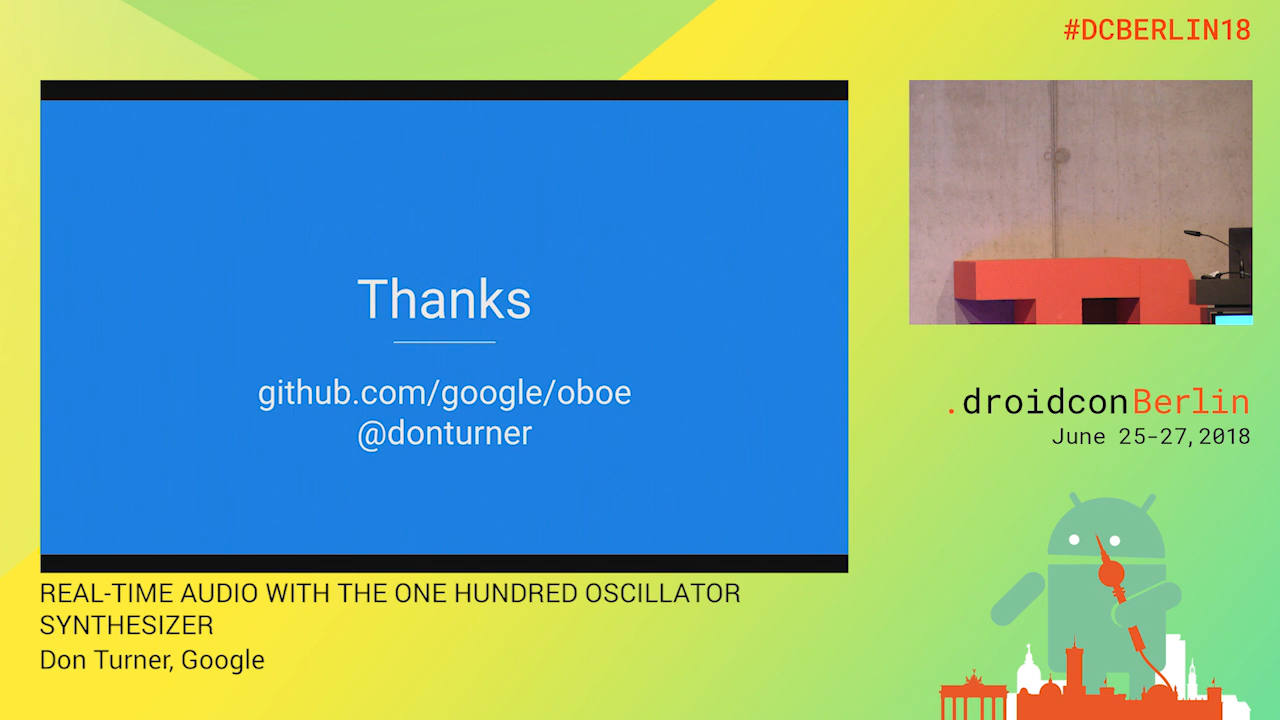 #DCBERLIN18
Thanks
github.com/google/oboe
@donturner
.droidconBerlin
June 25-27, 2018
REAL-TIME AUDIO WITH THE ONE HUNDRED OSCILLATOR
SYNTHESIZER
Don Turner, Google